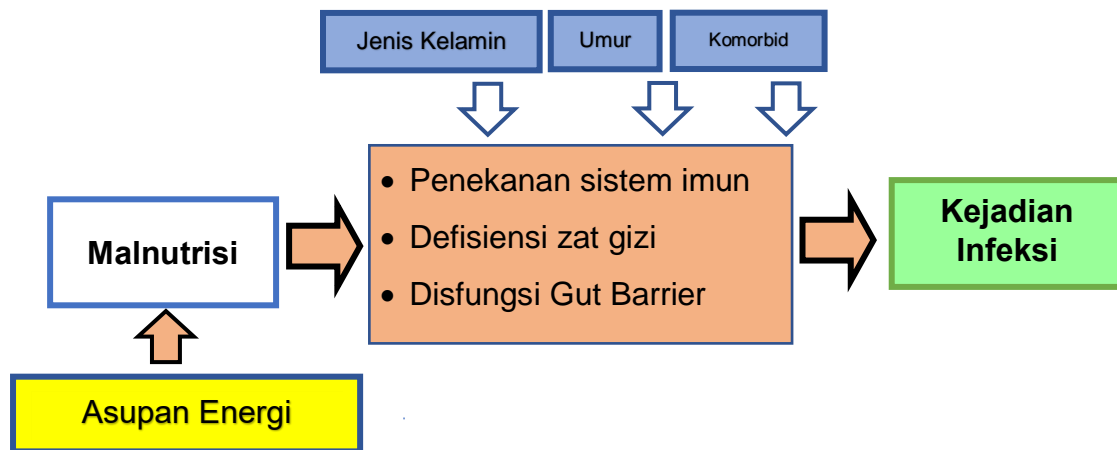 Jenis Kelamin
Umur
Komorbid
• Penekanan sistem imun
• Defisiensi zat gizi
• Disfungsi Gut Barrier
Malnutrisi
Kejadian
Infeksi
Asupan Energi